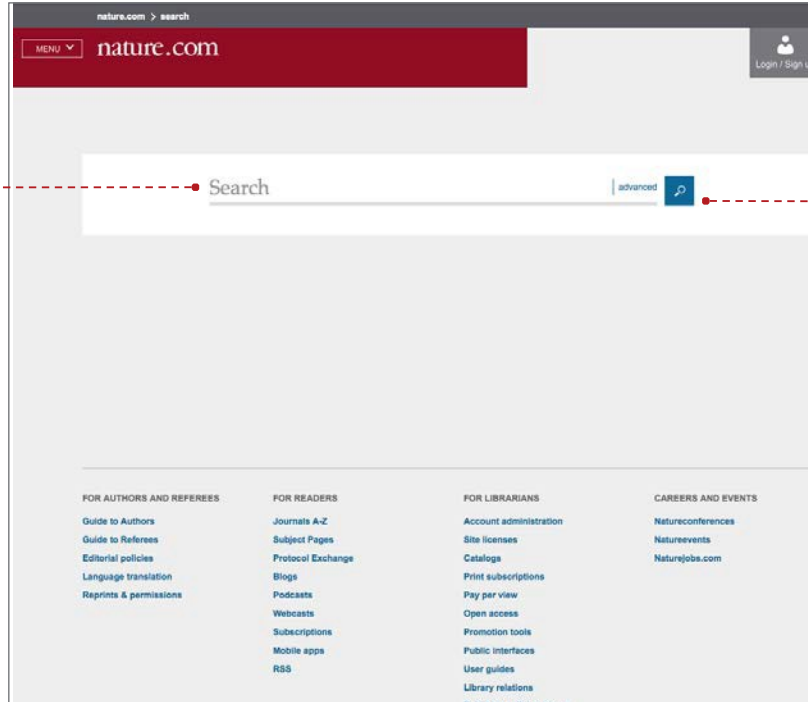 nature.com > search
MENU nature.com
Login / Sign u
Search
advanced
FOR AUTHORS AND REFEREES
Guide to Authors
Guide to Referees
Editorial policies
Language translation
Reprints & permissions
FOR READERS
Journals A-Z
Subject Pages
Protocol Exchange
Blogs
Podcasts
Webcasts
Subscriptions
Mobile apps
RSS
FOR LIBRARIANS
Account administration
Site licenses
Catalogs
Print subscriptions
Pay per view
Open access
Promotion tools
Public interfaces
User guides
Library relations
CAREERS AND EVENTS
Natureconferences
Natureevents
Naturejobs.com